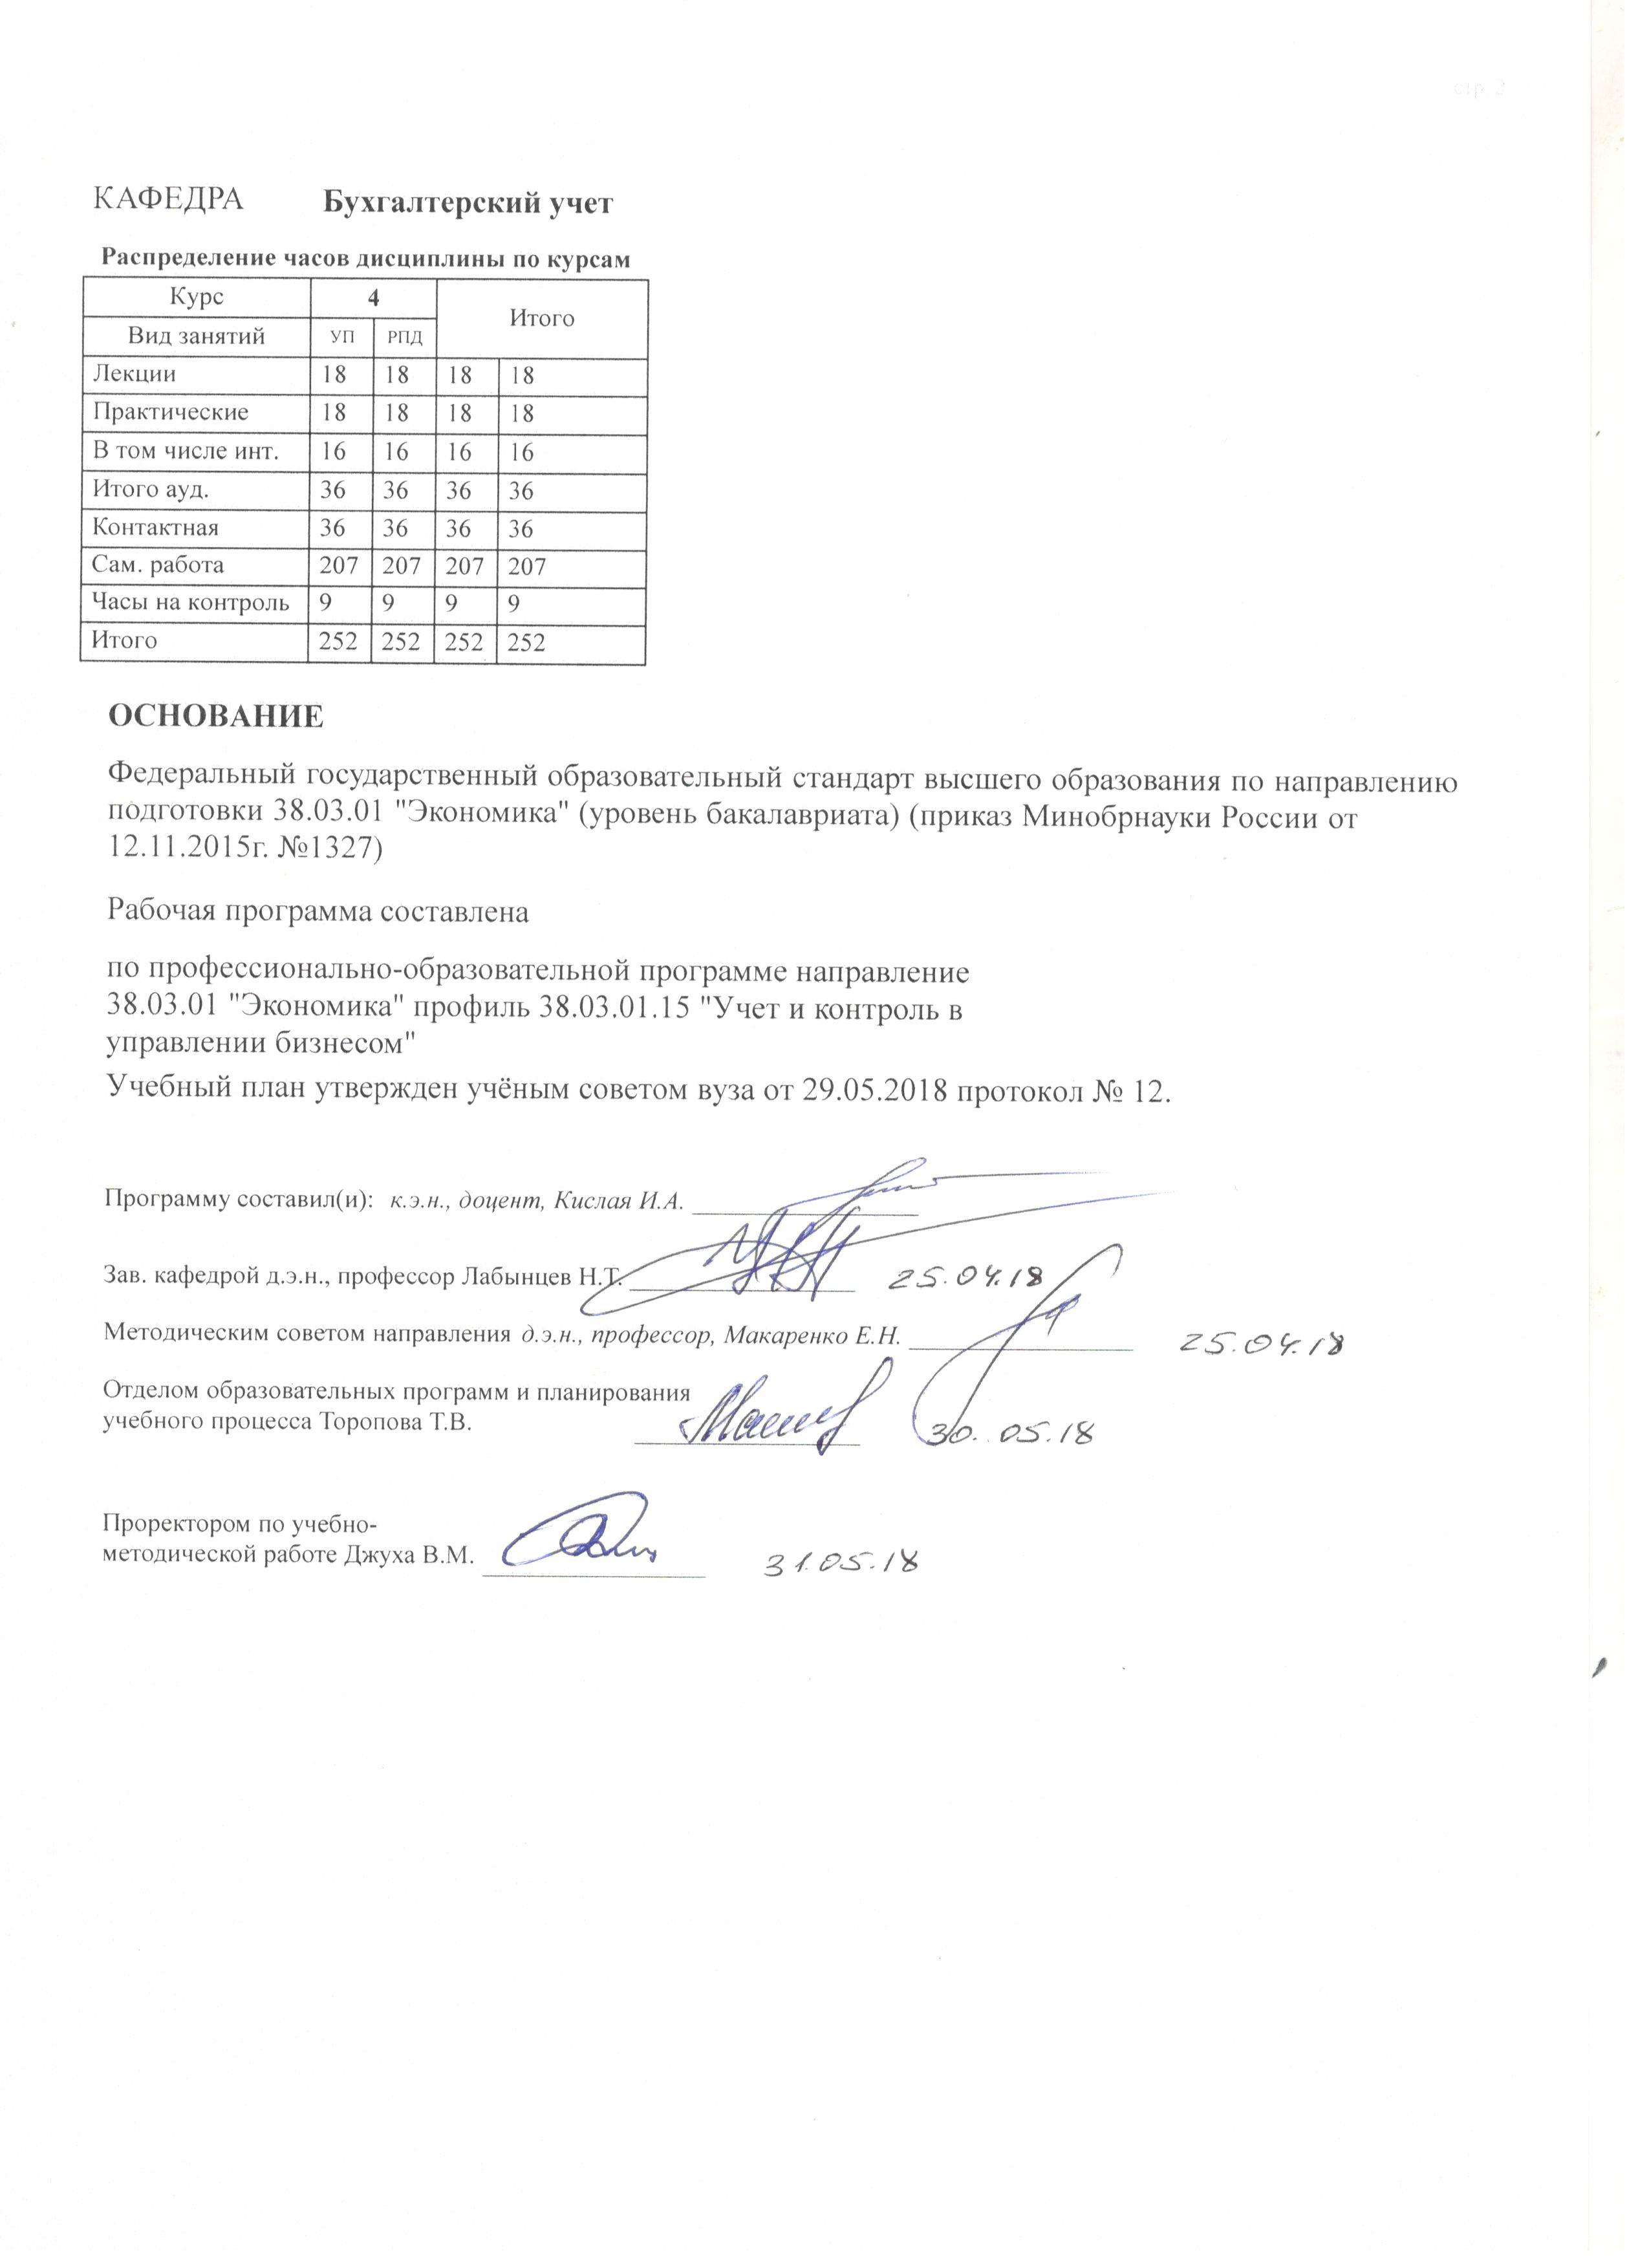 стр. 2
КАФЕДРА Бухгалтерский учет
Распределение часов дисциплины по курсам
Курс 4 Итого
Вид занятий УП РПД
Лекции 18 18 18 18
Практические 18 18 18 18
В том числе инт. 16 16 16 16
Итого ауд. 36 36 36 36
Контактная 36 36 36 36
Сам. работа 207 207 207 207
Часы на контроль 9 9 9 9
Итого 252 252 252 252
ОСНОВАНИЕ
Федеральный государственный образовательный стандарт высшего образования по направлению
подготовки 38.03.01 "Экономика" (уровень бакалавриата) (приказ Минобрнауки России от
12.11.2015г. №1327)
Рабочая программа составлена
по профессионально-образовательной программе направление
38.03.01 "Экономика" профиль 38.03.01.15 "Учет и контроль в
управлении бизнесом"
Учебный план утвержден учёным советом вуза от 29.05.2018 протокол № 12.
Программу составил(и): к.э.н., доцент, Кислая И.А.
Зав. кафедрой д.э.н., профессор Лабынцев Н.Т. 25.04.18
Методическим советом направления д.э.н., профессор, Макаренко Е.Н. 25.04.18
Отделом образовательных программ и планирования
учебного процесса Торопова Т.В. 30.05.18
Проректором по учебно-
методической работе Джуха В.М. 31.05.18